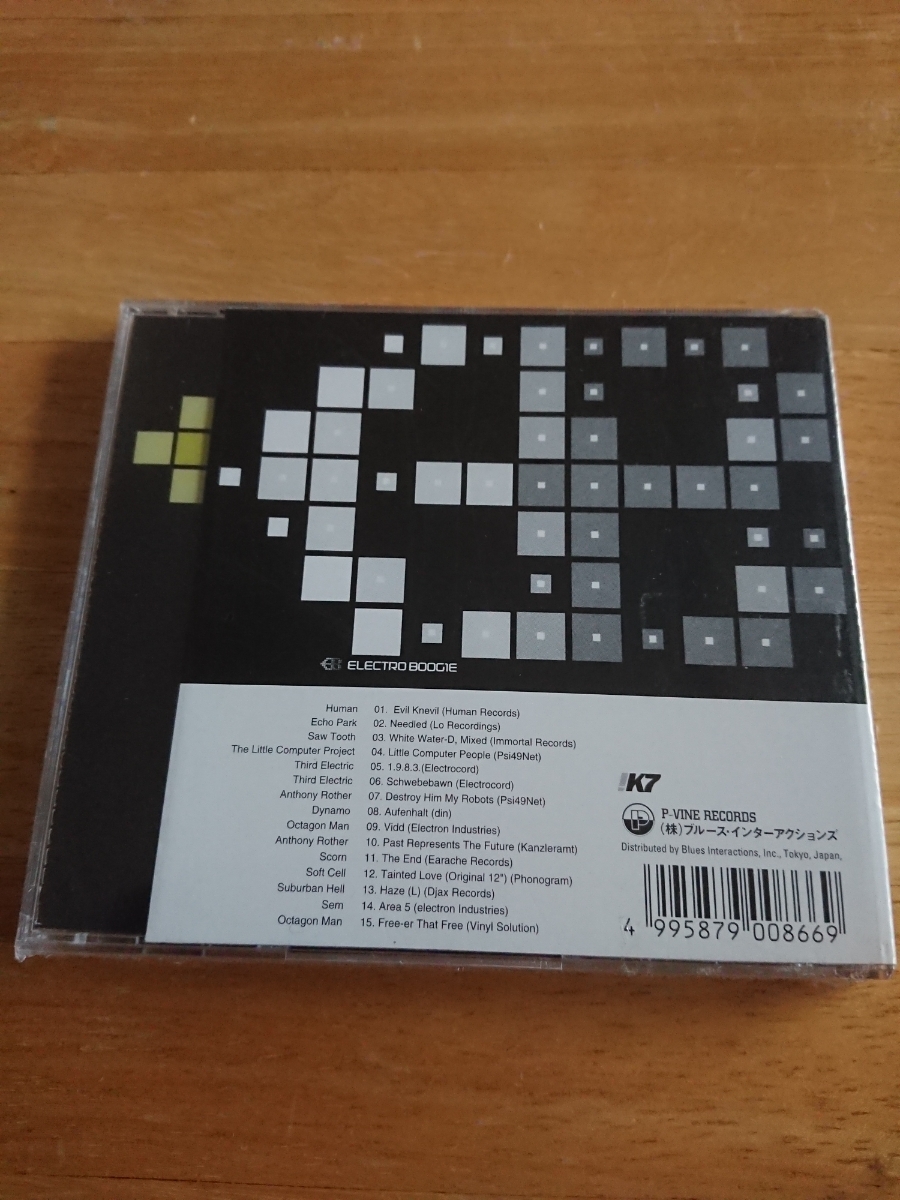 ELECTRO BOOGIE
Human 01. Evil Knevil (Human Records)
Echo Park 02. Needled (Lo Recordings)
Saw Tooth 03. White Water-D, Mixed (Immortal Records)
The Little Computer Project 04. Little Computer People (Psi49Net)
Third Electric 05. 1.9.8.3.(Electrocord)
Third Electric 06. Schwebebawn (Electrocord)
Anthony Rother 07. Destroy Him My Robots (Psi49Net)
Dynamo 08. Aufenhalt (din)
Octagon Man 09. Vidd (Electron Industries)
Anthony Rother 10. Past Represents The Future (Kanzleramt)
Scorn 11. The End (Earache Records)
Soft Cell 12. Tainted Love (Original 12") (Phonogram)
Suburban Hell 13. Haze (L) (Djax Records)
Sem 14. Area 5 (electron Industries)
Octagon Man 15. Free-er That Free (Vinyl Solution)
!K7
P-VINE RECORDS
(株)ブルース・インターアクションズ
Distributed by Blues Interactions, Inc., Tokyo, Japan,
4 995879 008669